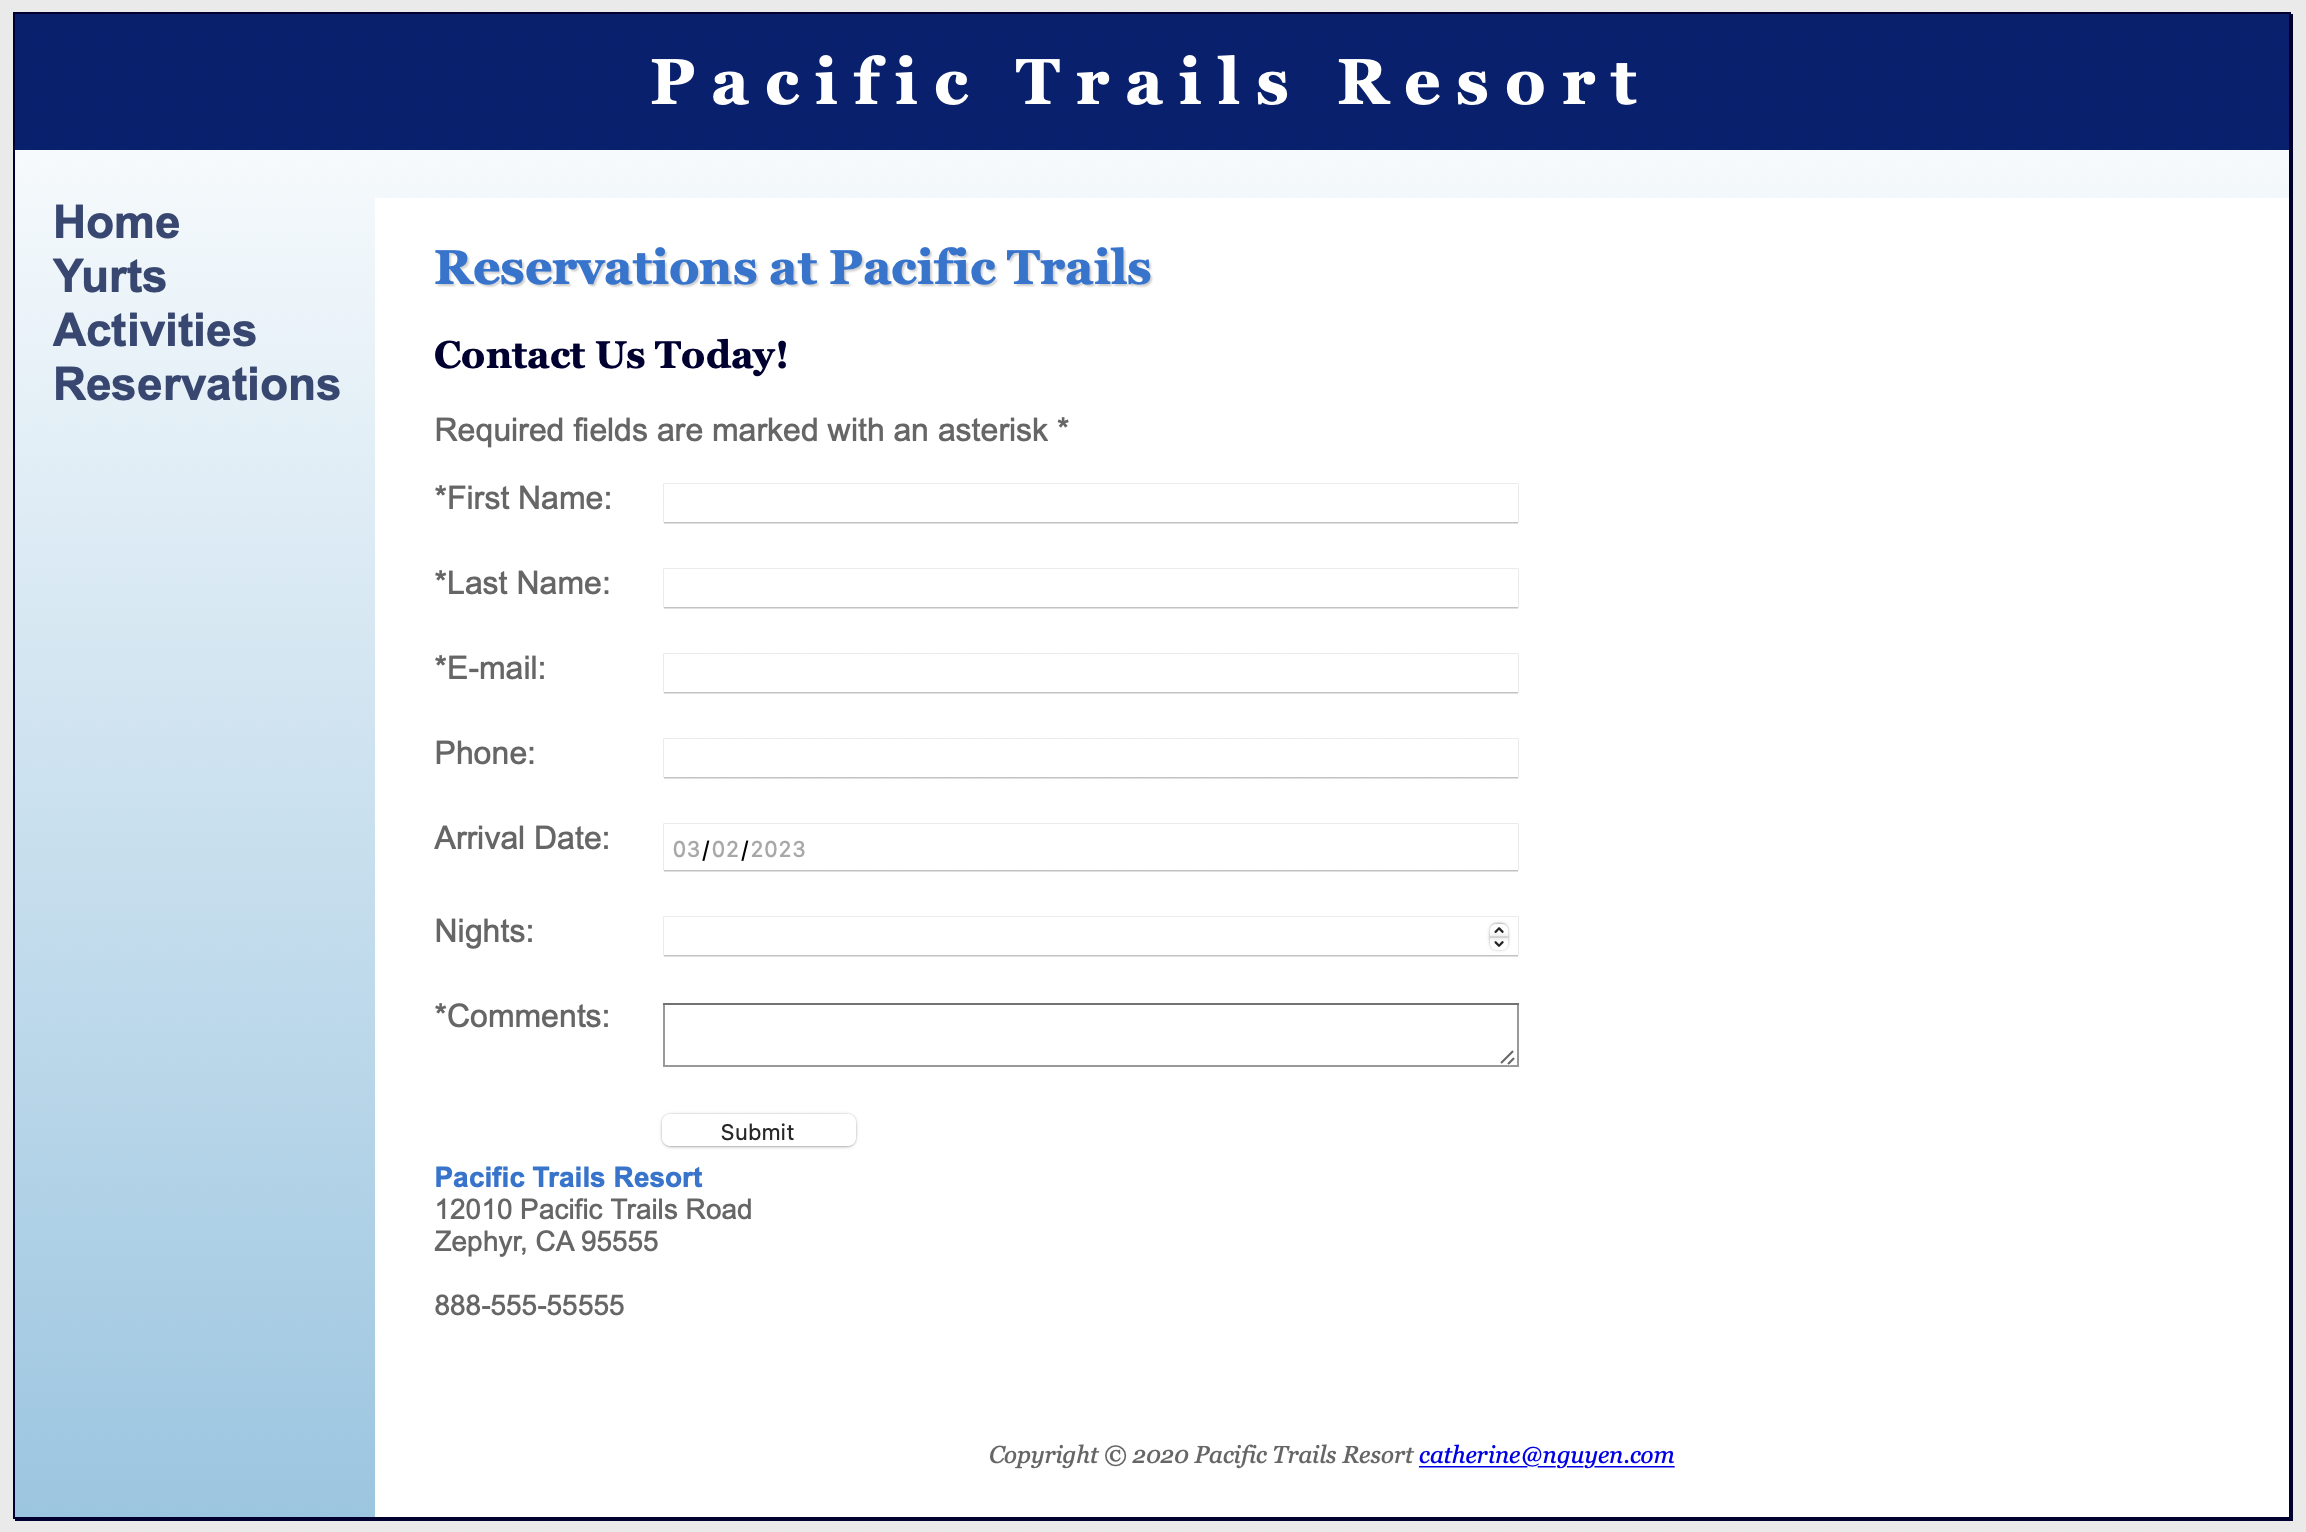 Pacific Trails Resort
Home
Yurts
Activities
Reservations
Reservations at Pacific Trails
Contact Us Today!
Required fields are marked with an asterisk *
*First Name:
*Last Name:
*E-mail:
Phone:
Arrival Date: 03/02/2023
Nights:
*Comments:
Submit
Pacific Trails Resort
12010 Pacific Trails Road
Zephyr, CA 95555
888-555-55555
Copyright © 2020 Pacific Trails Resort catherine@nguyen.com